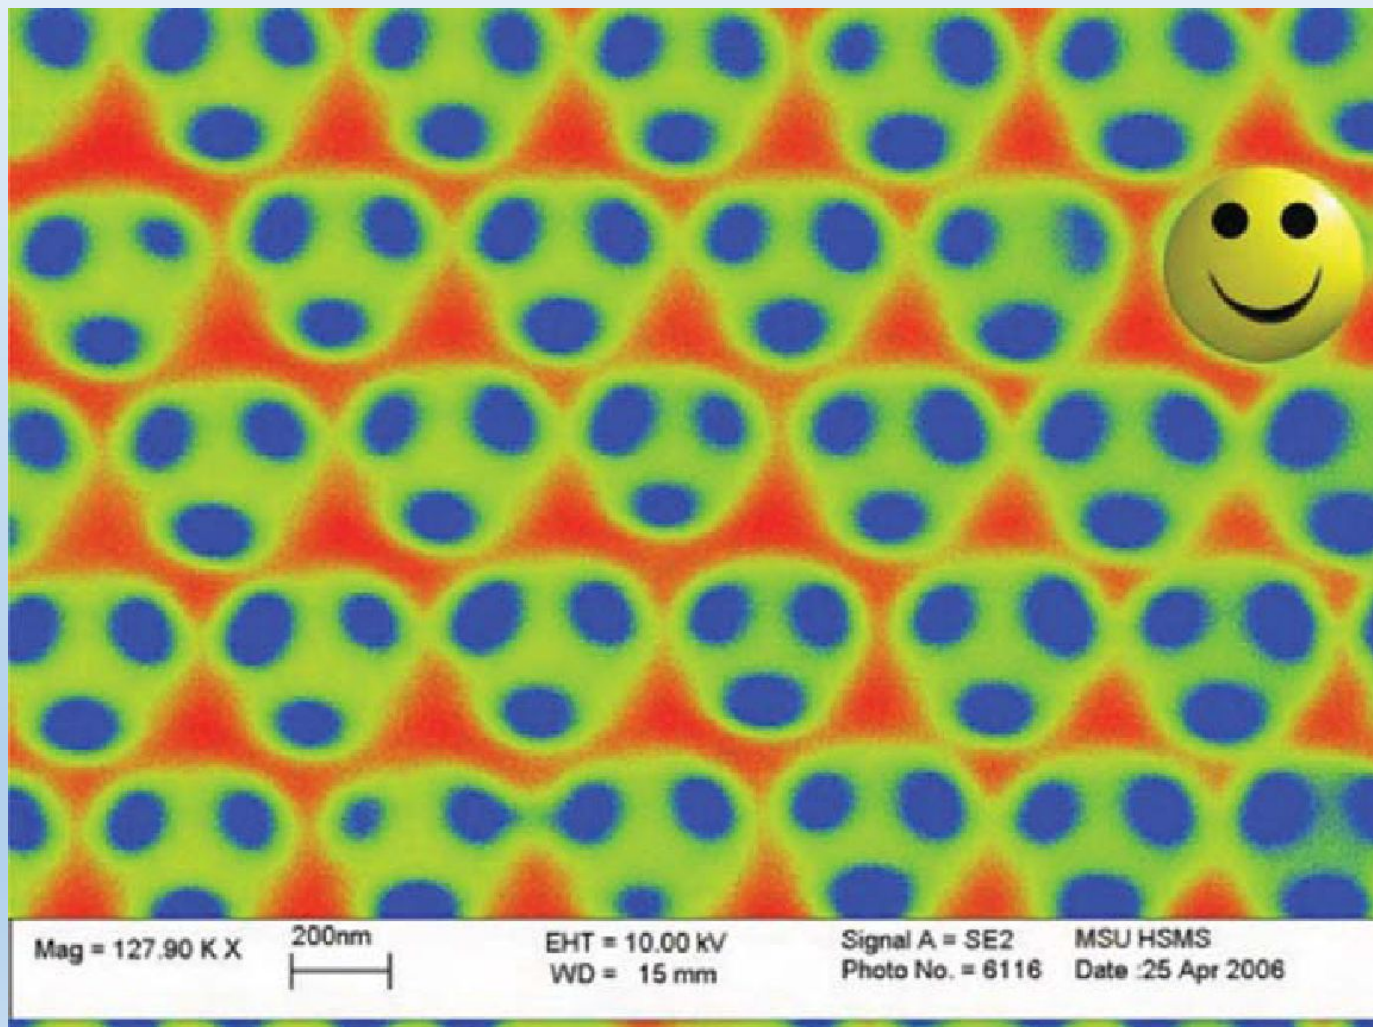 Mag = 127.90 K X
200nm
EHT = 10.00 kV
WD = 15 mm
Signal A = SE2
Photo No. = 6116
MSU HSMS
Date :25 Apr 2006